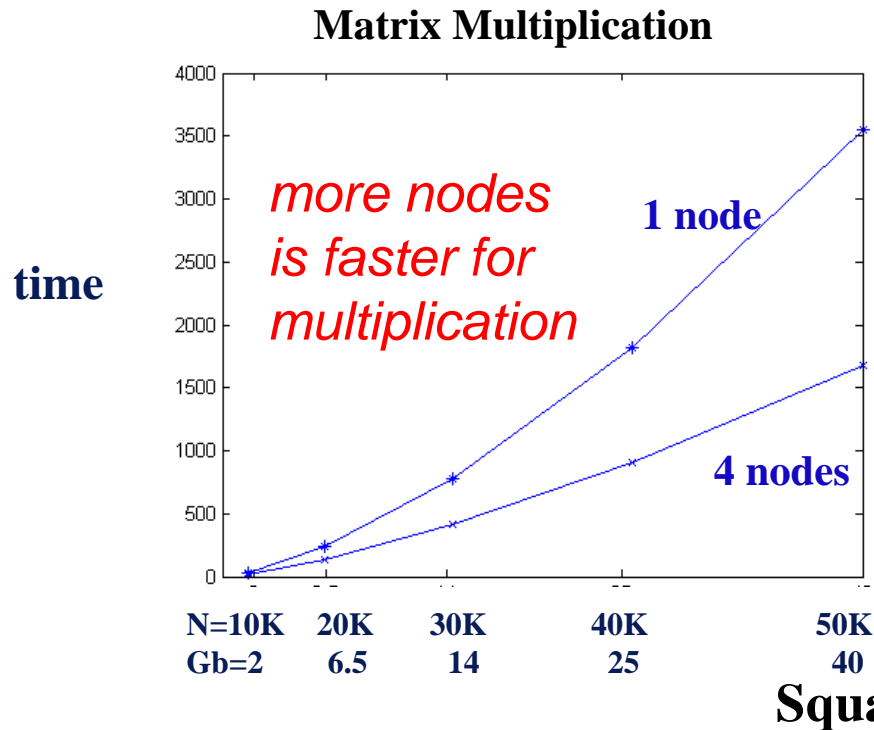 Matrix Multiplication
4000
3500
3000
2500
2000
1500
1000
500
0
time
more nodes
is faster for
multiplication
1 node
4 nodes
N=10K 20K 30K 40K 50K
Gb=2 6.5 14 25 40